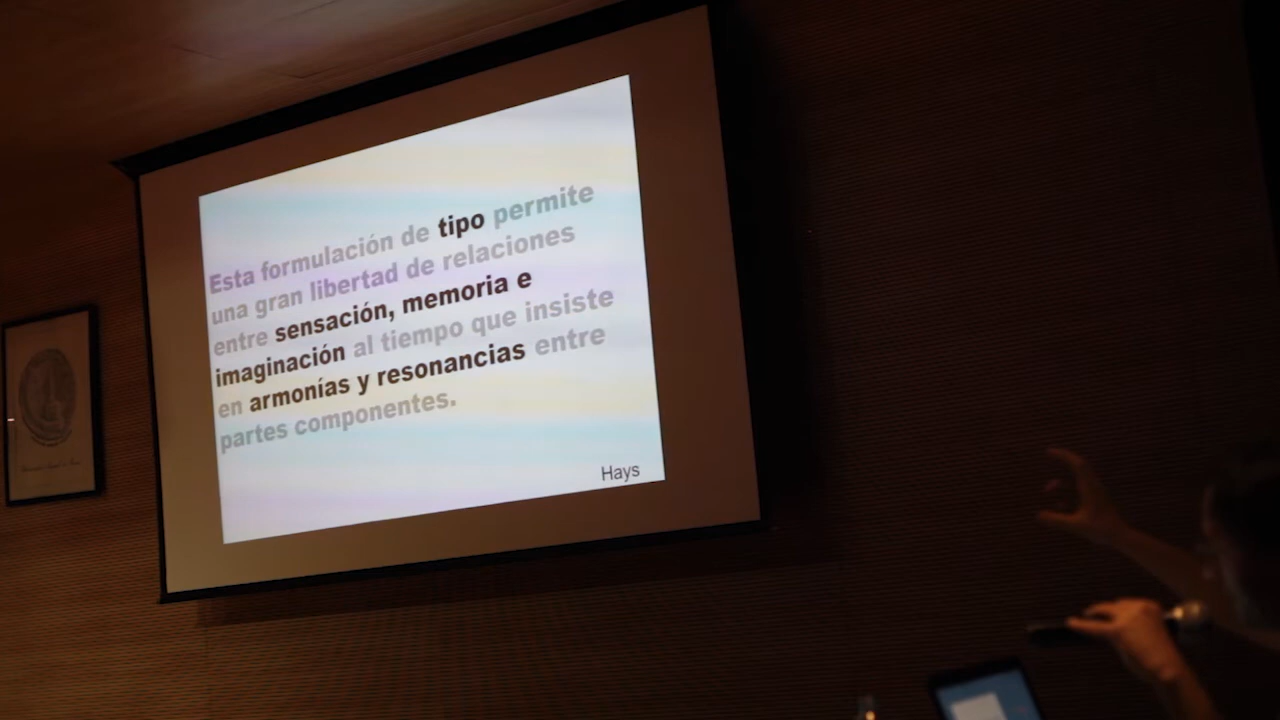 Esta formulación de tipo permite
una gran libertad de relaciones
entre sensación, memoria e
imaginación al tiempo que insiste
en armonías y resonancias entre
partes componentes.
Hays